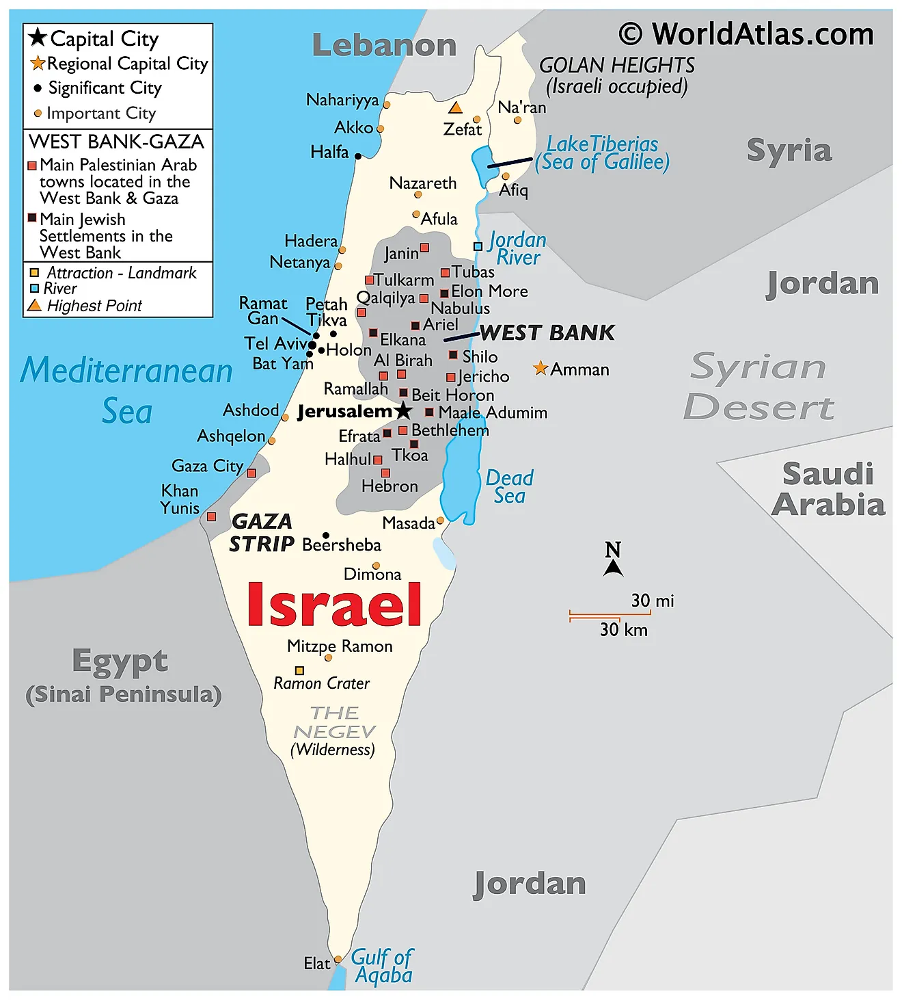 © WorldAtlas.com
Capital City
Regional Capital City
Significant City
Important City
WEST BANK-GAZA
Main Palestinian Arab
towns located in the
West Bank & Gaza
Main Jewish
Settlements in the
West Bank
Attraction - Landmark
River
Highest Point
Lebanon
GOLAN HEIGHTS
(Israeli occupied)
Nahariyya
Na'ran
Akko
Zefat
Halfa
Lake Tiberias
(Sea of Galilee)
Syria
Nazareth
Afiq
Afula
Hadera
Jordan
River
Netanya
Janin
Tubas
Tulkarm
Jordan
Elon More
Qalqilya
Nabulus
Ramat
Gan
Petah
Tikva
Ariel
WEST BANK
Elkana
Tel Aviv
Holon
Bat Yam
Al Birah
Shilo
Jericho
Amman
Syrian
Desert
Mediterranean
Sea
Ramallah
Beit Horon
Ashdod
Jerusalem
Maale Adumim
Ashqelon
Efrata
Bethlehem
Halhul
Tkoa
Gaza City
Hebron
Dead
Sea
Saudi
Arabia
Khan
Yunis
GAZA
STRIP
Masada
Beersheba
Dimona
N
30 mi
30 km
Israel
Mitzpe Ramon
Ramon Crater
Egypt
(Sinai Peninsula)
THE
NEGEV
(Wilderness)
Jordan
Elat
Gulf of
Aqaba